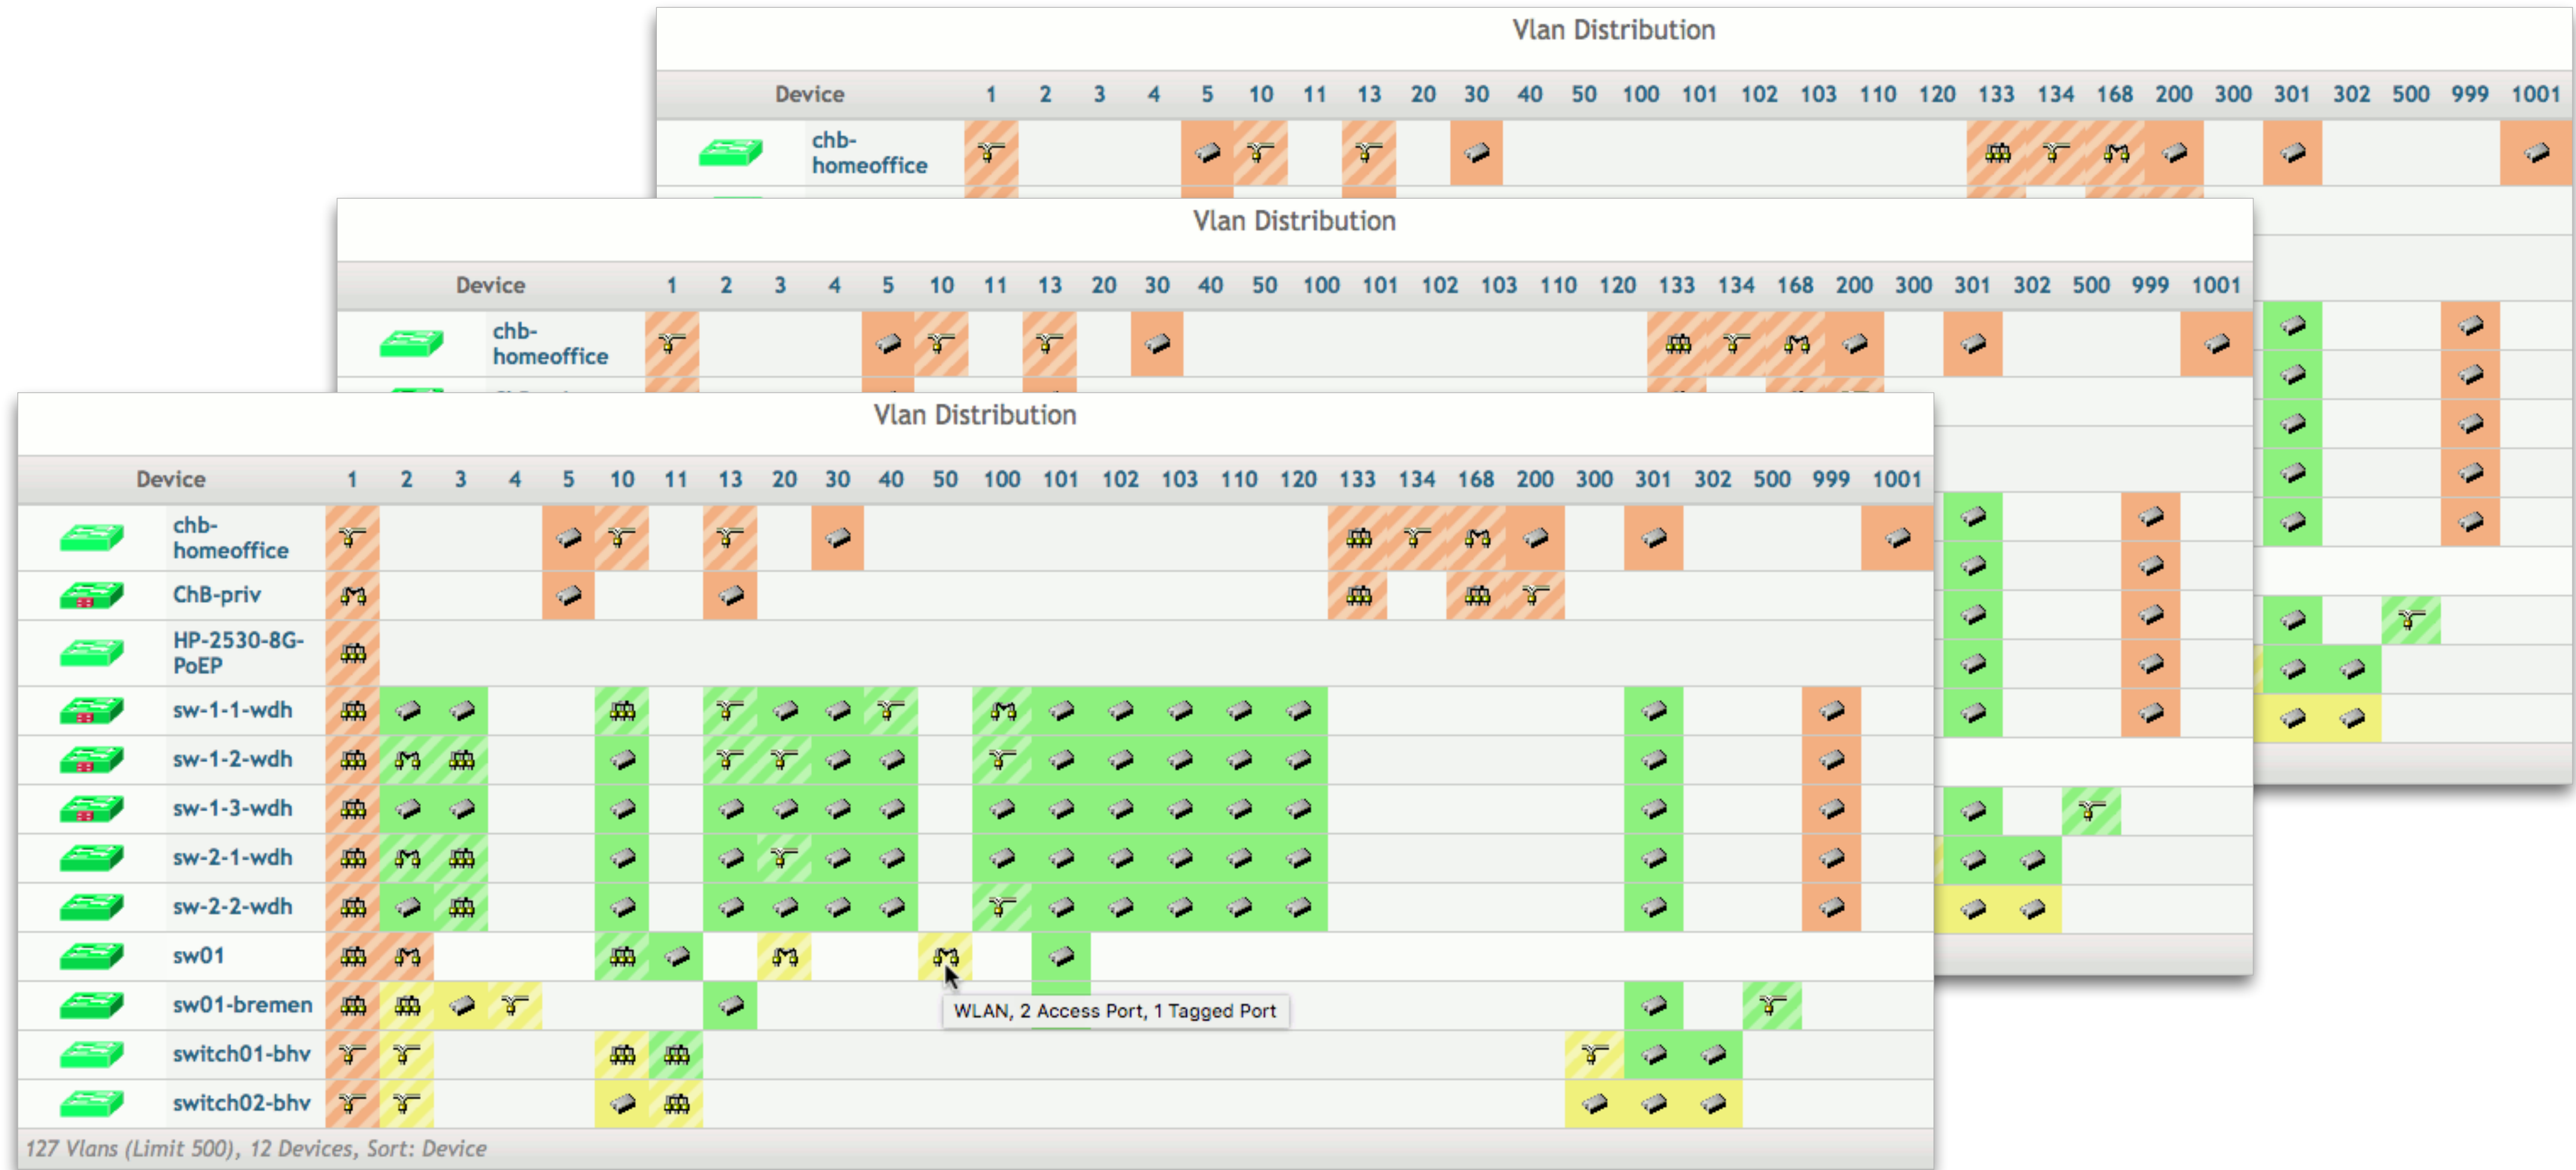 Vlan Distribution
Device 1 2 3 4 5 10 11 13 20 30 40 50 100 101 102 103 110 120 133 134 168 200 300 301 302 500 999 1001
chb-
homeoffice
Vlan Distribution
Device 1 2 3 4 5 10 11 13 20 30 40 50 100 101 102 103 110 120 133 134 168 200 300 301 302 500 999 1001
chb-
homeoffice
Vlan Distribution
Device 1 2 3 4 5 10 11 13 20 30 40 50 100 101 102 103 110 120 133 134 168 200 300 301 302 500 999 1001
chb-
homeoffice
ChB-priv
HP-2530-8G-
PoEP
sw-1-1-wdh
sw-1-2-wdh
sw-1-3-wdh
sw-2-1-wdh
sw-2-2-wdh
sw01
sw01-bremen
WLAN, 2 Access Port, 1 Tagged Port
switch01-bhv
switch02-bhv
127 Vlans (Limit 500), 12 Devices, Sort: Device